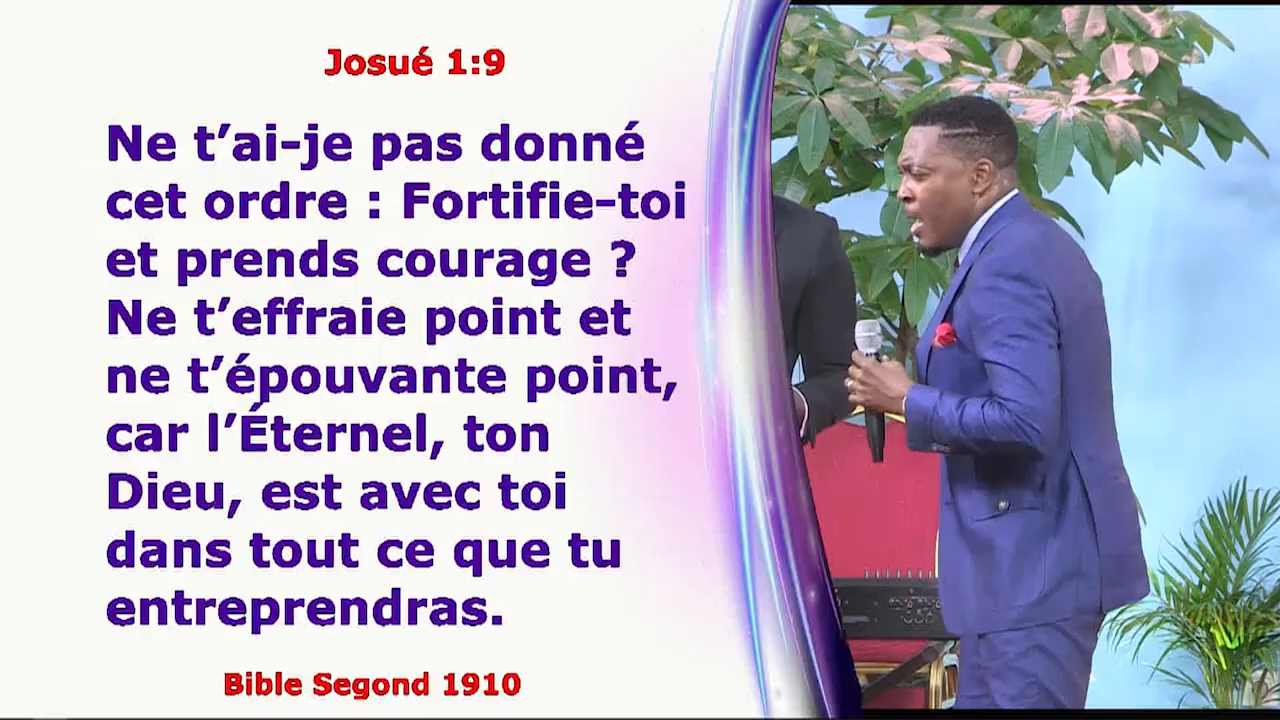 Josué 1:9
Ne t’ai-je pas donné
cet ordre : Fortifie-toi
et prends courage ?
Ne t’effraie point et
ne t’épouvante point,
car l’Éternel, ton
Dieu, est avec toi
dans tout ce que tu
entreprendras.
Bible Segond 1910